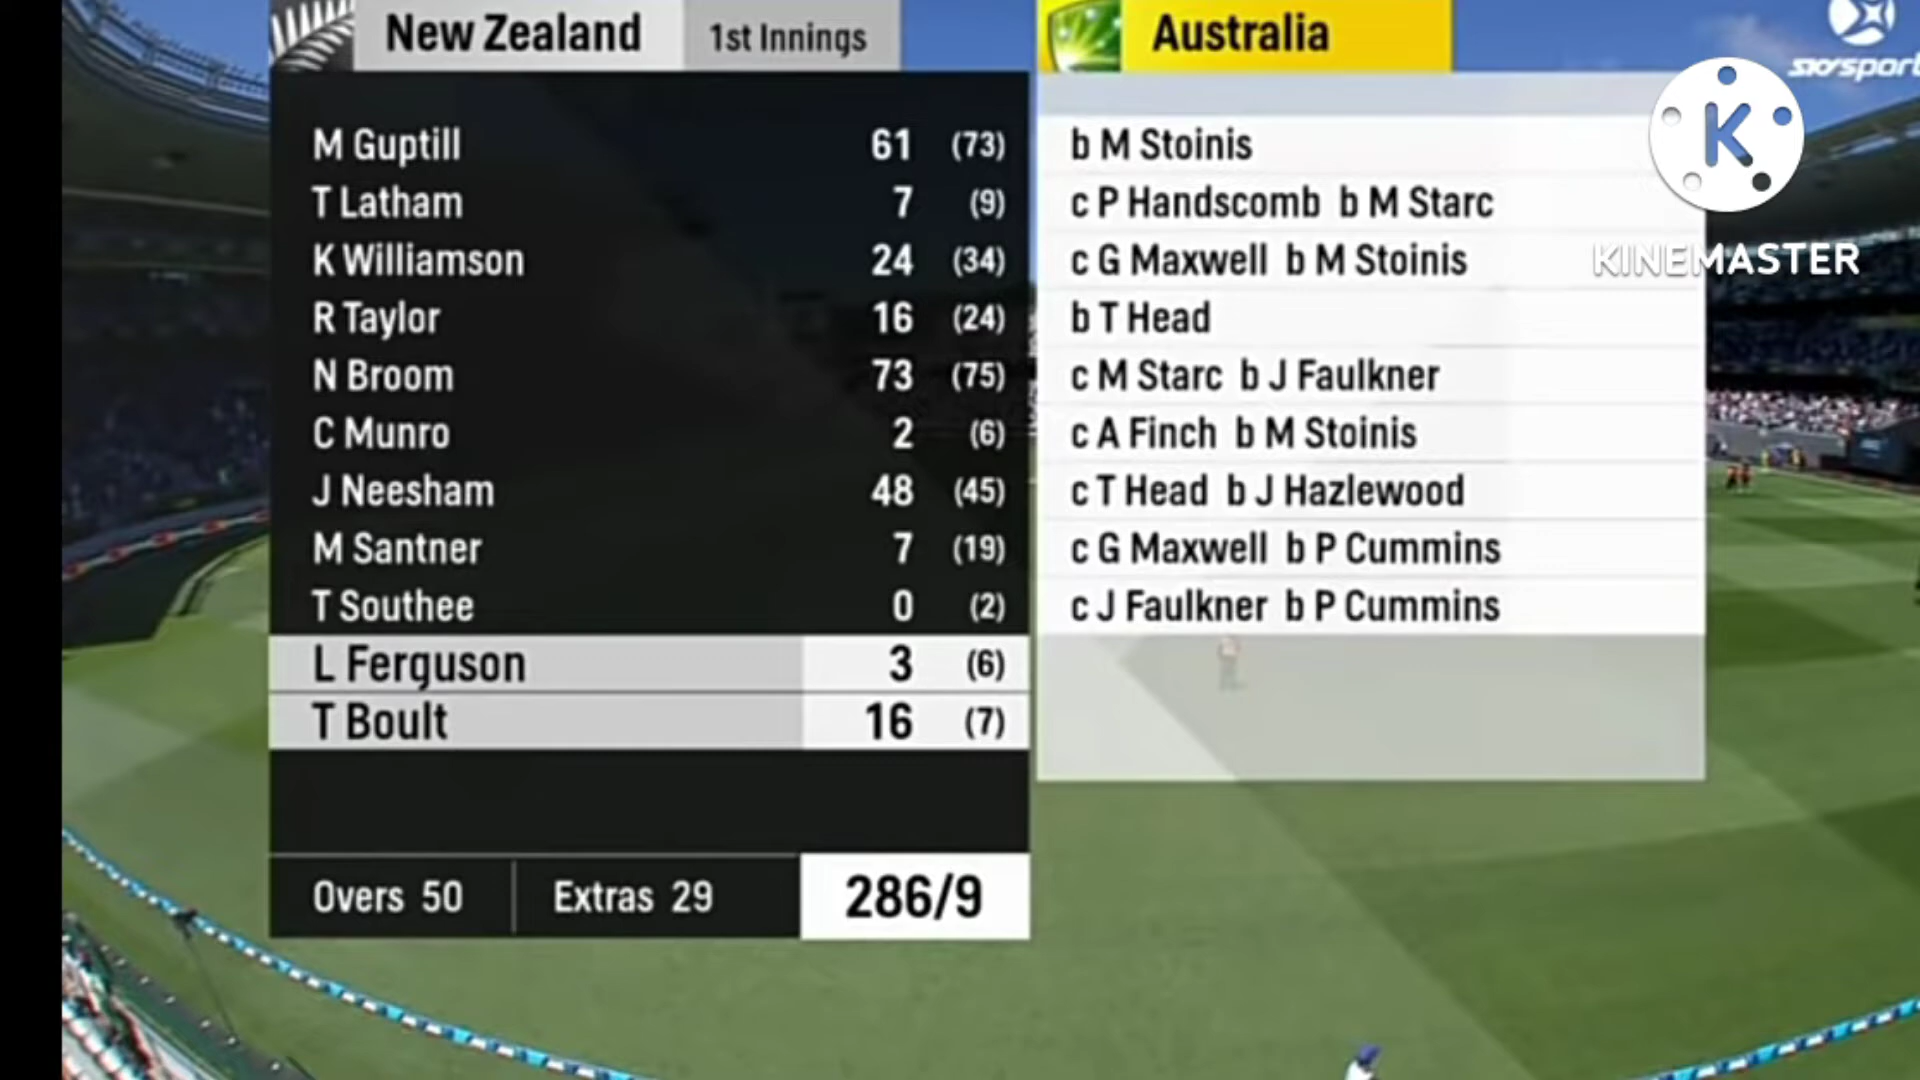 New Zealand 1st Innings Australia
sky sport
M Guptill 61 (73) b M Stoinis
T Latham 7 (9) c P Handscomb b M Starc
K Williamson 24 (34) c G Maxwell b M Stoinis
R Taylor 16 (24) b T Head
N Broom 73 (75) c M Starc b J Faulkner
C Munro 2 (6) c A Finch b M Stoinis
J Neesham 48 (45) c T Head b J Hazlewood
M Santner 7 (19) c G Maxwell b P Cummins
T Southee 0 (2) c J Faulkner b P Cummins
L Ferguson 3 (6)
T Boult 16 (7)
Overs 50 Extras 29 286/9
K
KINEMASTER